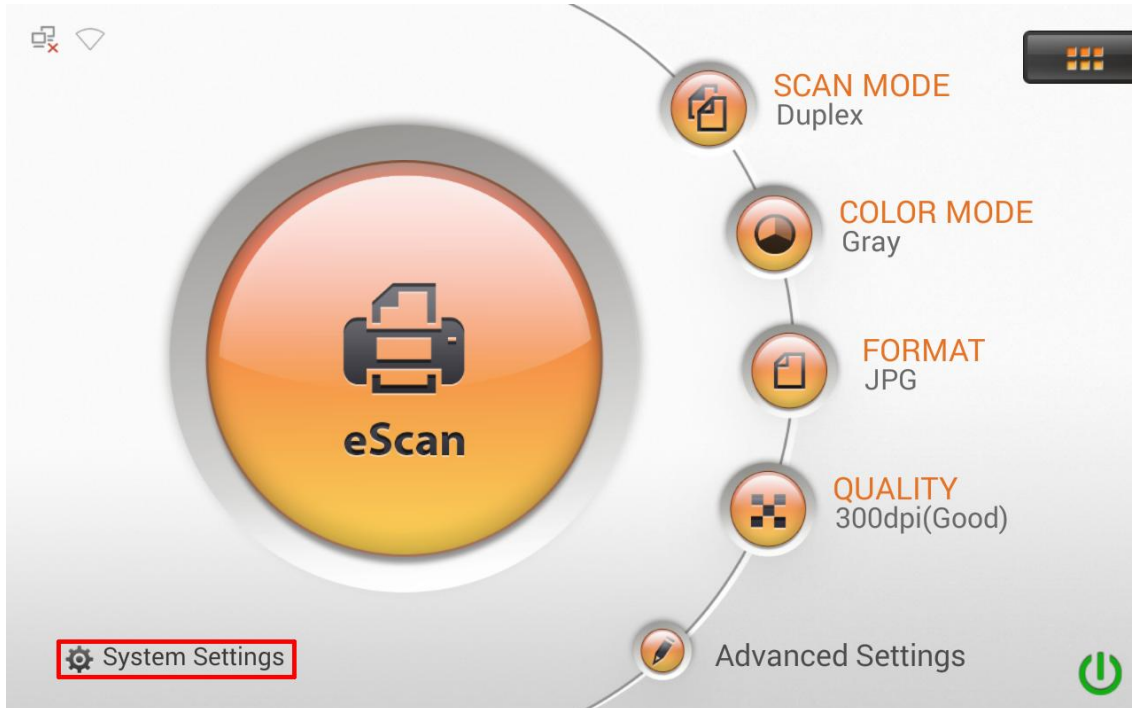 SCAN MODE
Duplex
COLOR MODE
Gray
FORMAT
JPG
eScan
QUALITY
300dpi(Good)
System Settings
Advanced Settings